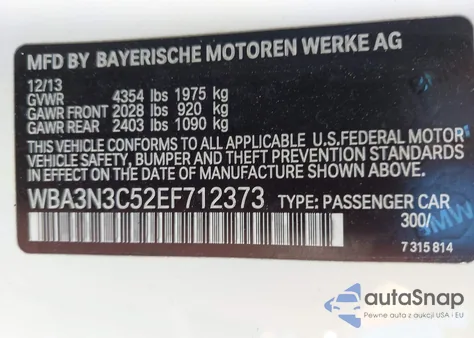 MFD BY BAYERISCHE MOTOREN WERKE AG
12/13
GVWR 4354 lbs 1975 kg
GAWR FRONT 2028 lbs 920 kg
GAWR REAR 2403 lbs 1090 kg
THIS VEHICLE CONFORMS TO ALL APPLICABLE U.S.FEDERAL MOTOR
VEHICLE SAFETY, BUMPER AND THEFT PREVENTION STANDARDS
IN EFFECT ON THE DATE OF MANUFACTURE SHOWN ABOVE.
WBA3N3C52EF712373 TYPE: PASSENGER CAR
300/
BMW
7 315 814
autoSnap
Pewne auta z aukcji USA i EU